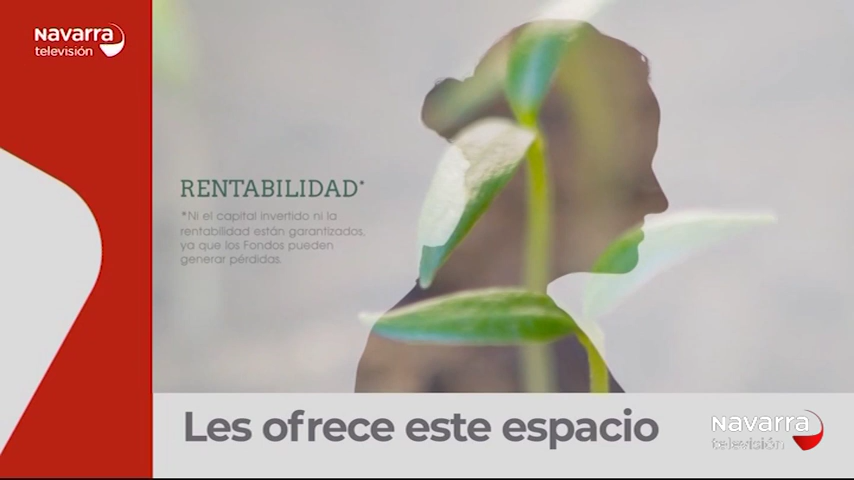 Navarra
televisión
RENTABILIDAD*
*Ni el capital invertido ni la
rentabilidad están garantizados,
ya que los Fondos pueden
generar pérdidas.
Les ofrece este espacio
Navarra
televisión